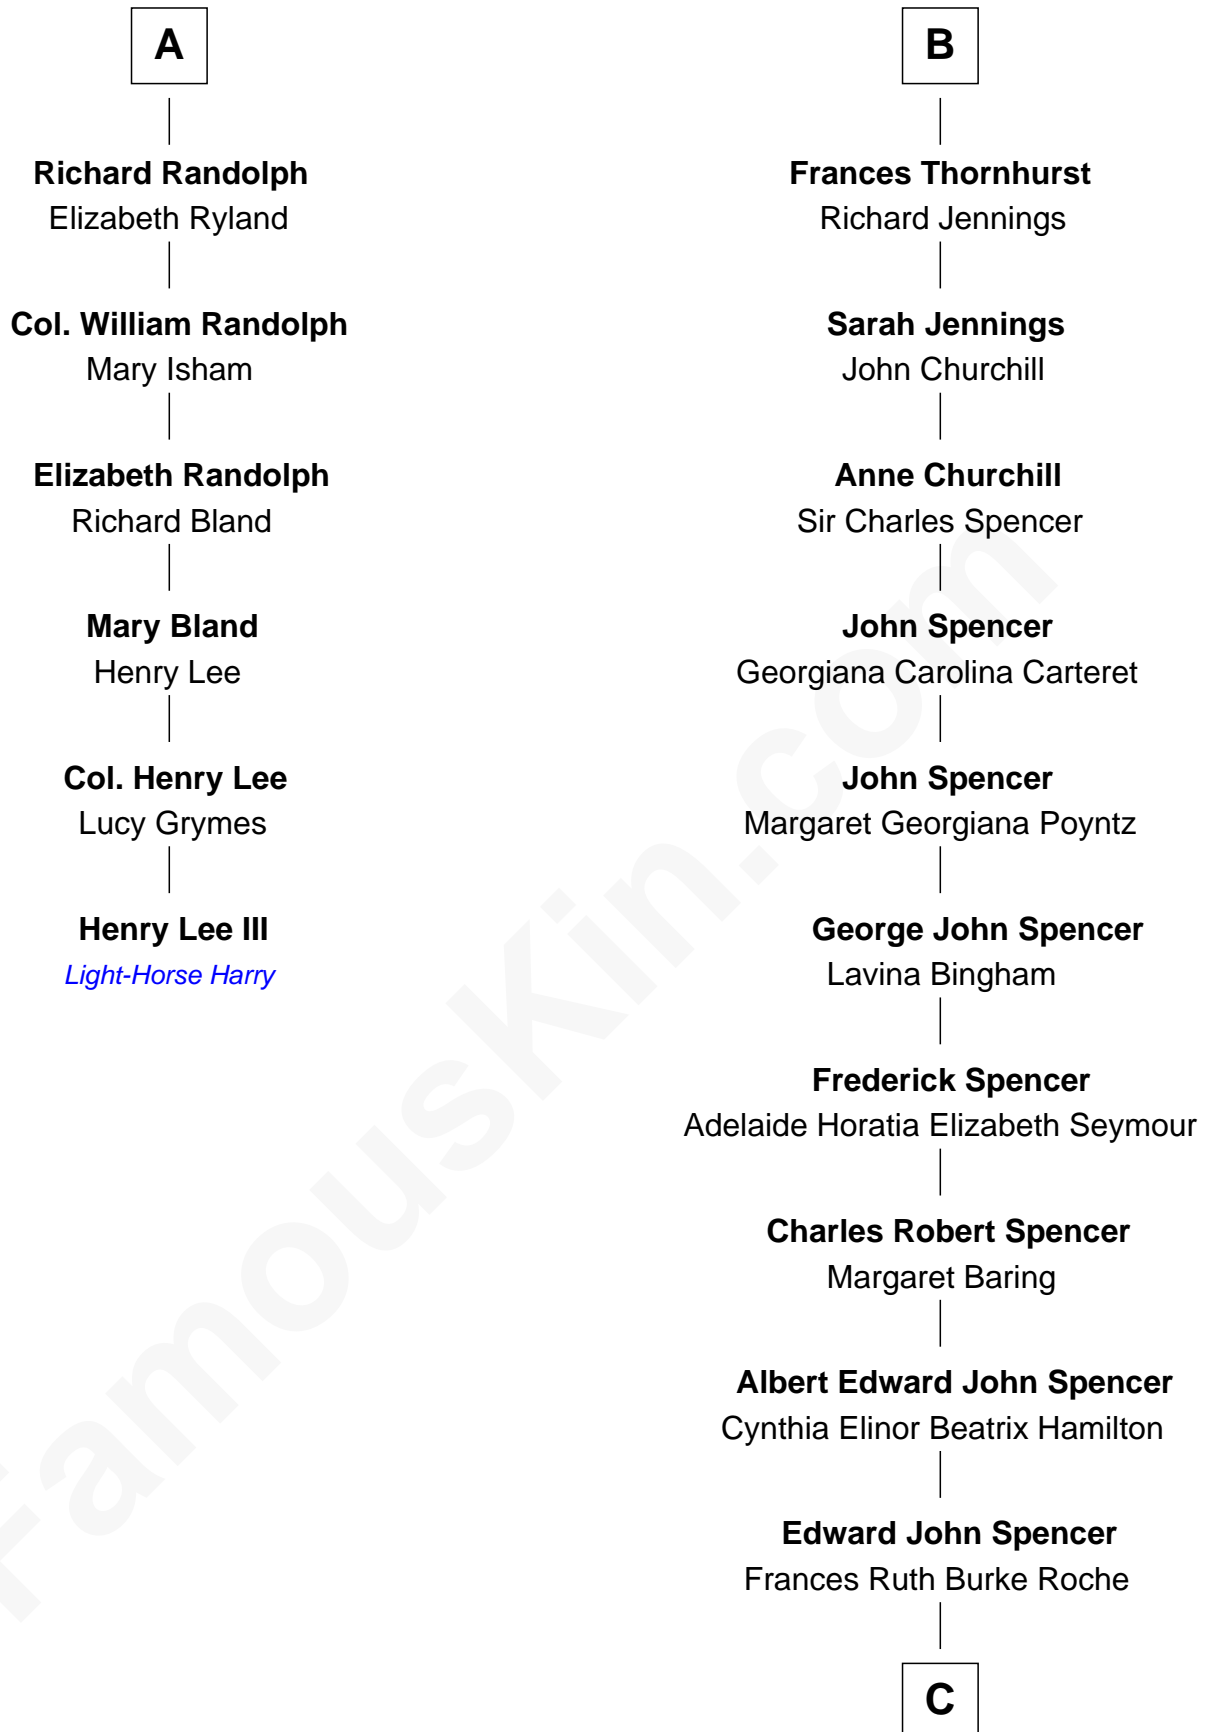 A
Richard Randolph
Elizabeth Ryland
Col. William Randolph
Mary Isham
Elizabeth Randolph
Richard Bland
Mary Bland
Henry Lee
Col. Henry Lee
Lucy Grymes
Henry Lee III
Light-Horse Harry
B
Frances Thornhurst
Richard Jennings
Sarah Jennings
John Churchill
Anne Churchill
Sir Charles Spencer
John Spencer
Georgiana Carolina Carteret
John Spencer
Margaret Georgiana Poyntz
George John Spencer
Lavina Bingham
Frederick Spencer
Adelaide Horatia Elizabeth Seymour
Charles Robert Spencer
Margaret Baring
Albert Edward John Spencer
Cynthia Elinor Beatrix Hamilton
Edward John Spencer
Frances Ruth Burke Roche
C
FamousKin.com